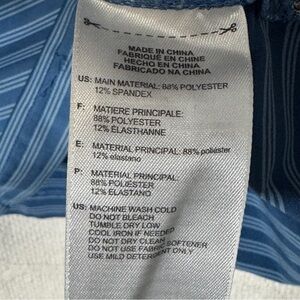 MADE IN CHINA
FABRIQUÉ EN CHINE
HECHO EN CHINA
FABRICADO NA CHINA
US: MAIN MATERIAL: 88% POLYESTER
12% SPANDEX
F: MATIERE PRINCIPALE:
88% POLYESTER
12% ÉLASTHANNE
E: MATERIAL PRINCIPAL: 88% poliéster
12% elastano
P: MATERIAL PRINCIPAL:
88% POLIÉSTER
12% ELASTANO
US: MACHINE WASH COLD
DO NOT BLEACH
TUMBLE DRY LOW
COOL IRON IF NEEDED
DO NOT DRY CLEAN
DO NOT USE FABRIC SOFTENER
USE MILD DETERGENT ONLY